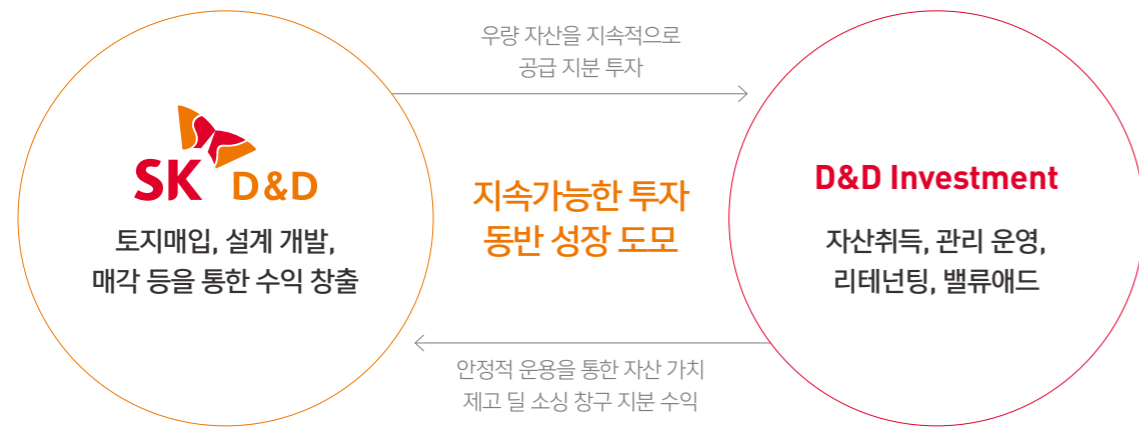 우량 자산을 지속적으로
공급 지분 투자
SK D&D
토지매입, 설계 개발,
매각 등을 통한 수익 창출
지속가능한 투자
동반 성장 도모
D&D Investment
자산취득, 관리 운영,
리테넌팅, 밸류애드
안정적 운용을 통한 자산 가치
제고 딜 소싱 창구 지분 수익